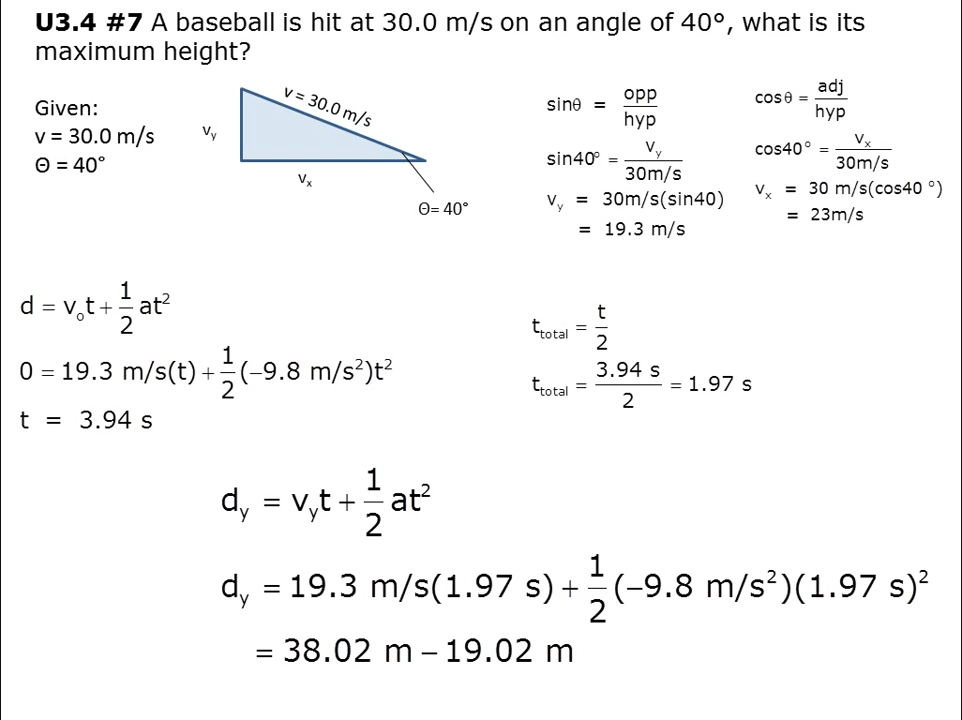 U3.4 #7 A baseball is hit at 30.0 m/s on an angle of 40°, what is its
maximum height?
Given:
v = 30.0 m/s
Θ = 40°
v = 30.0 m/s
vy
vx
Θ= 40°
sinθ = opp/hyp
sin40° = vy/30m/s
vy = 30m/s(sin40)
= 19.3 m/s
cosθ = adj/hyp
cos40° = vx/30m/s
vx = 30 m/s(cos40 °)
= 23m/s
d = vot + 1/2 at²
0 = 19.3 m/s(t) + 1/2 (−9.8 m/s²)t²
t = 3.94 s
ttotal = t/2
ttotal = 3.94 s/2 = 1.97 s
dy = vyt + 1/2 at²
dy = 19.3 m/s(1.97 s) + 1/2 (−9.8 m/s²)(1.97 s)²
= 38.02 m − 19.02 m